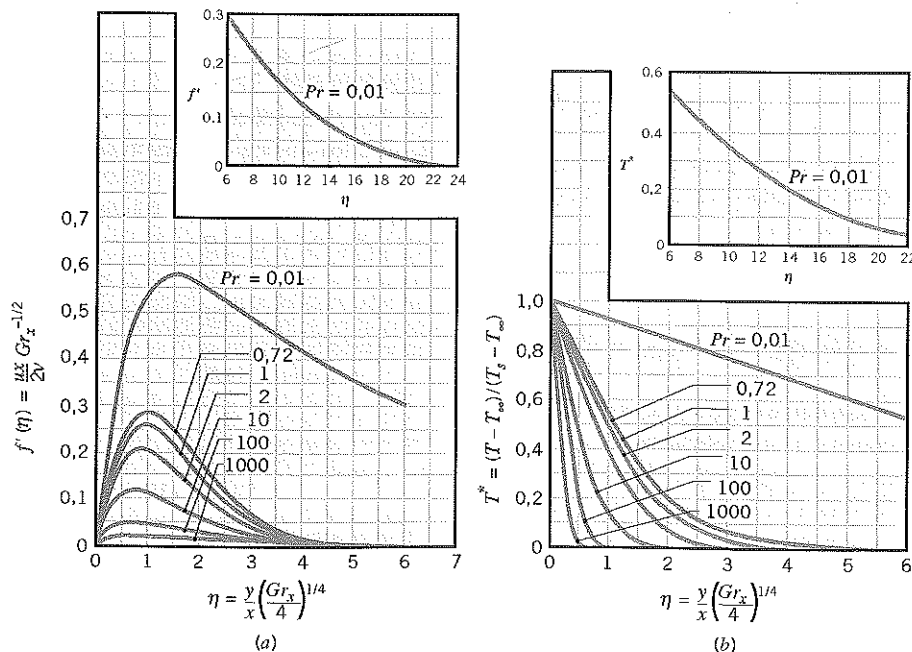 0,3
0,2
f'
0,1
0
Pr = 0,01
6 8 10 12 14 16 18 20 22 24
η
0,7
0,6
0,5
0,4
0,3
0,2
0,1
0
f' (η) = ux/2ν Gr_x^-1/2
Pr = 0,01
0,72
1
2
10
100
1000
0 1 2 3 4 5 6 7
η = y/x (Gr_x/4)^1/4
(a)
0,6
0,4
T*
0,2
0
Pr = 0,01
6 8 10 12 14 16 18 20 22
η
1,0
0,8
0,6
0,4
0,2
0
T* = (T − T∞)/(T_s − T∞)
Pr = 0,01
0,72
1
2
10
100
1000
0 1 2 3 4 5 6
η = y/x (Gr_x/4)^1/4
(b)